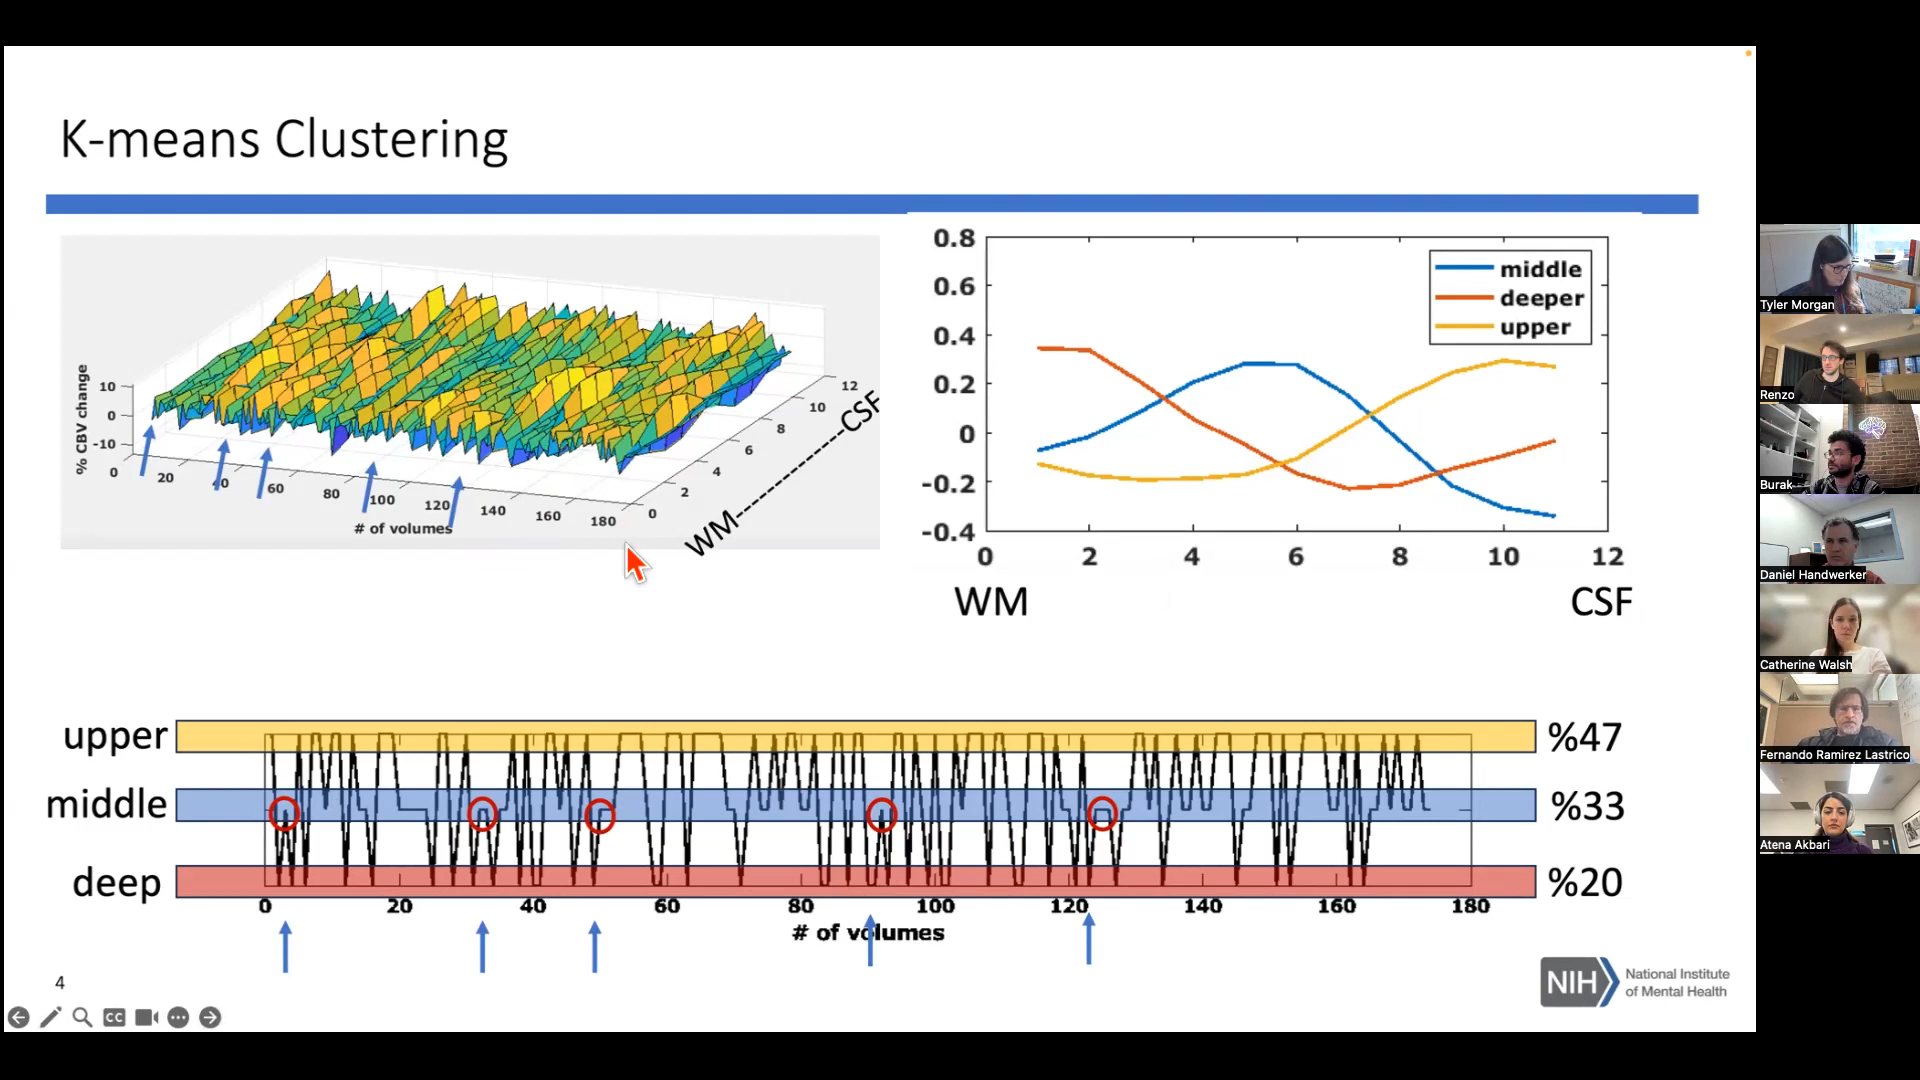 K-means Clustering
% CBV change
10
0
-10
0
20
40
60
80
100
120
140
160
180
# of volumes
0
2
4
6
8
10
12
WM
CSF
0.8
0.6
0.4
0.2
0
-0.2
-0.4
middle
deeper
upper
0 2 4 6 8 10 12
WM CSF
upper %47
middle %33
deep %20
0 20 40 60 80 100 120 140 160 180
# of volumes
4
NIH National Institute
of Mental Health
CC
Tyler Morgan
Renzo
Burak
Daniel Handwerker
Catherine Walsh
Fernando Ramirez Lastrico
Atena Akbari